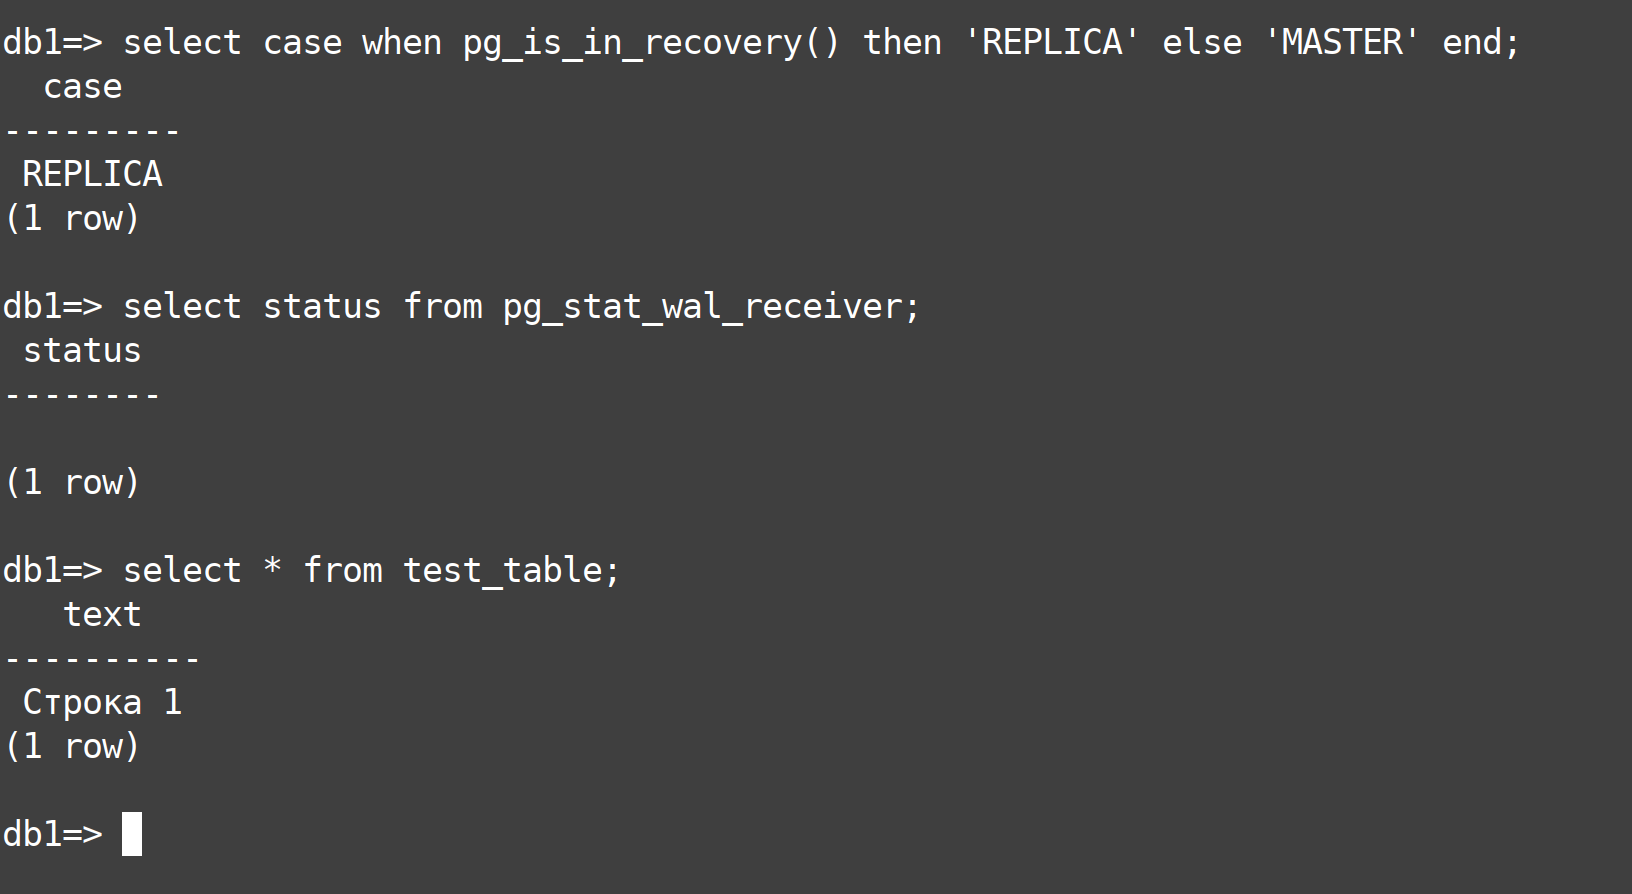 db1=> select case when pg_is_in_recovery() then 'REPLICA' else 'MASTER' end;
  case
---------
 REPLICA
(1 row)

db1=> select status from pg_stat_wal_receiver;
 status
--------

(1 row)

db1=> select * from test_table;
   text
----------
 Строка 1
(1 row)

db1=>